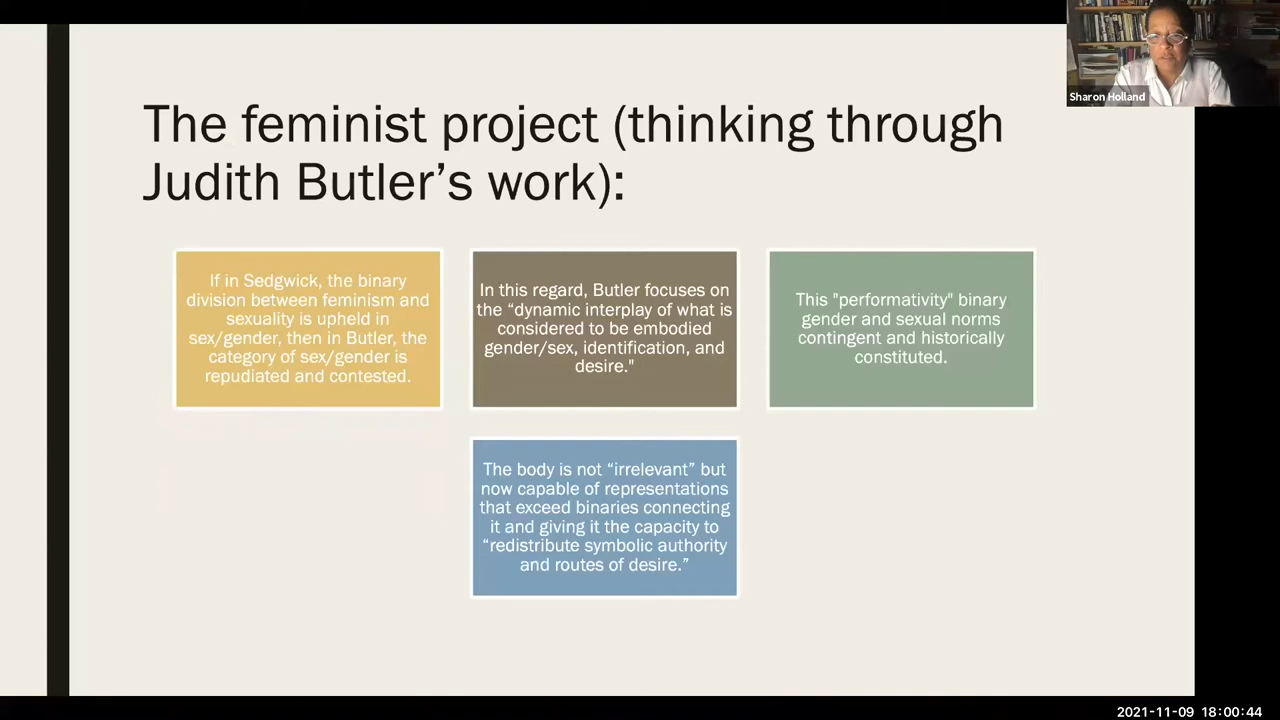 Sharon Holland
The feminist project (thinking through
Judith Butler’s work):
If in Sedgwick, the binary
division between feminism and
sexuality is upheld in
sex/gender, then in Butler, the
category of sex/gender is
repudiated and contested.
In this regard, Butler focuses on
the “dynamic interplay of what is
considered to be embodied
gender/sex, identification, and
desire."
This "performativity" binary
gender and sexual norms
contingent and historically
constituted.
The body is not “irrelevant” but
now capable of representations
that exceed binaries connecting
it and giving it the capacity to
“redistribute symbolic authority
and routes of desire.”
2021-11-09 18:00:44